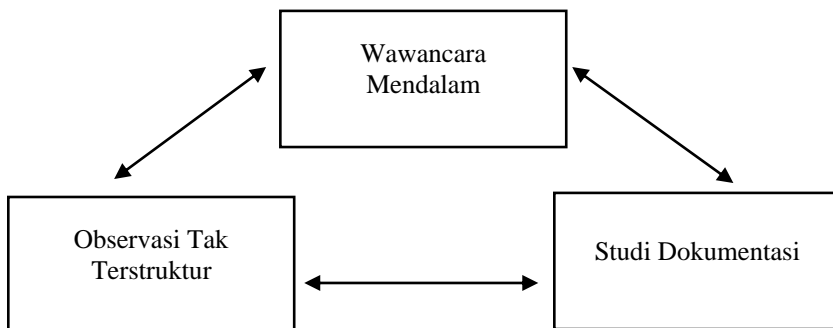 Wawancara
Mendalam
Observasi Tak
Terstruktur
Studi Dokumentasi